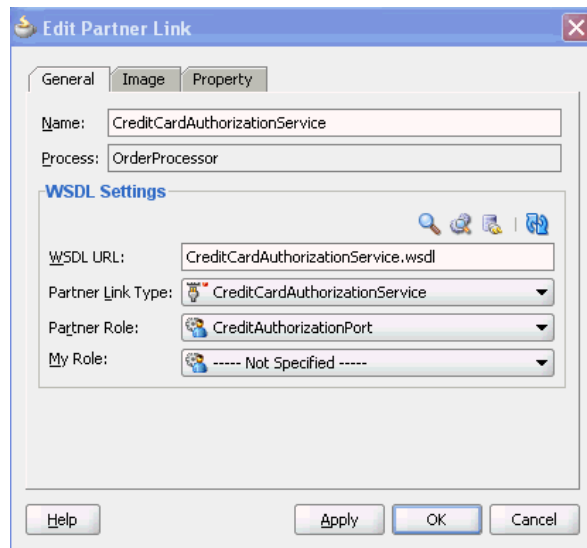 Edit Partner Link
General Image Property
Name: CreditCardAuthorizationService
Process: OrderProcessor
WSDL Settings
WSDL URL: CreditCardAuthorizationService.wsdl
Partner Link Type: CreditCardAuthorizationService
Partner Role: CreditAuthorizationPort
My Role: ----- Not Specified -----
Help Apply OK Cancel